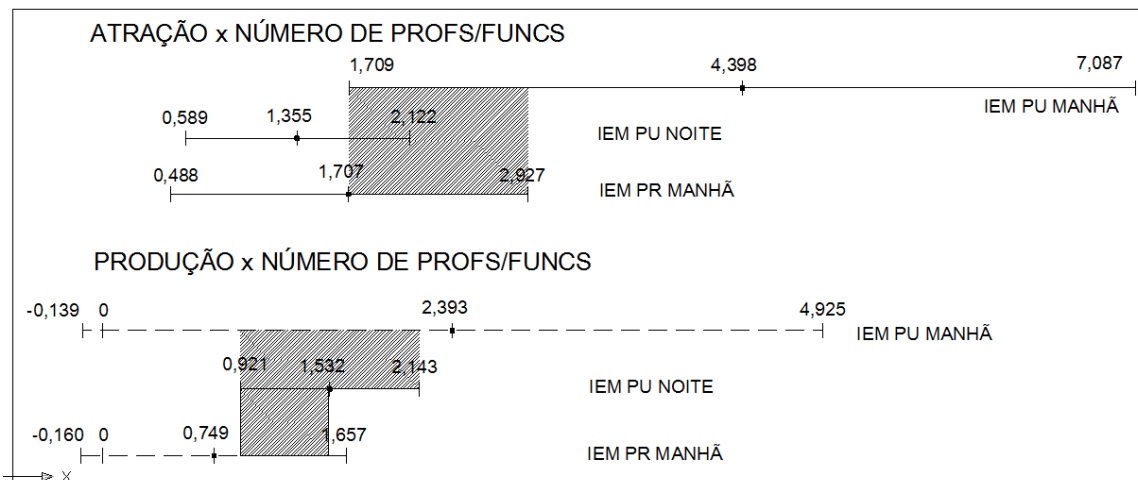 ATRAÇÃO x NÚMERO DE PROFS/FUNCS
1,709 4,398 7,087
IEM PU MANHÃ
0,589 1,355 2,122
IEM PU NOITE
0,488 1,707 2,927
IEM PR MANHÃ
PRODUÇÃO x NÚMERO DE PROFS/FUNCS
-0,139 0 2,393 4,925
IEM PU MANHÃ
0,921 1,532 2,143
IEM PU NOITE
-0,160 0 0,749 1,657
IEM PR MANHÃ
X